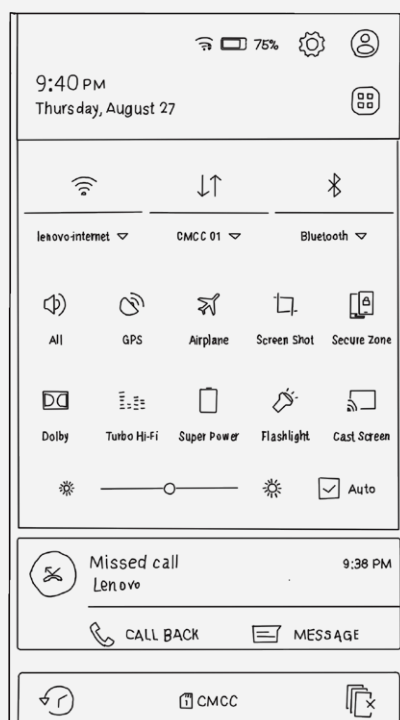 75%
9:40 PM
Thursday, August 27
lenovo-internet CMCC 01 Bluetooth
All GPS Airplane Screen Shot Secure Zone
Dolby Turbo Hi-Fi Super Power Flashlight Cast Screen
Auto
Missed call 9:38 PM
Lenovo
CALL BACK MESSAGE
CMCC